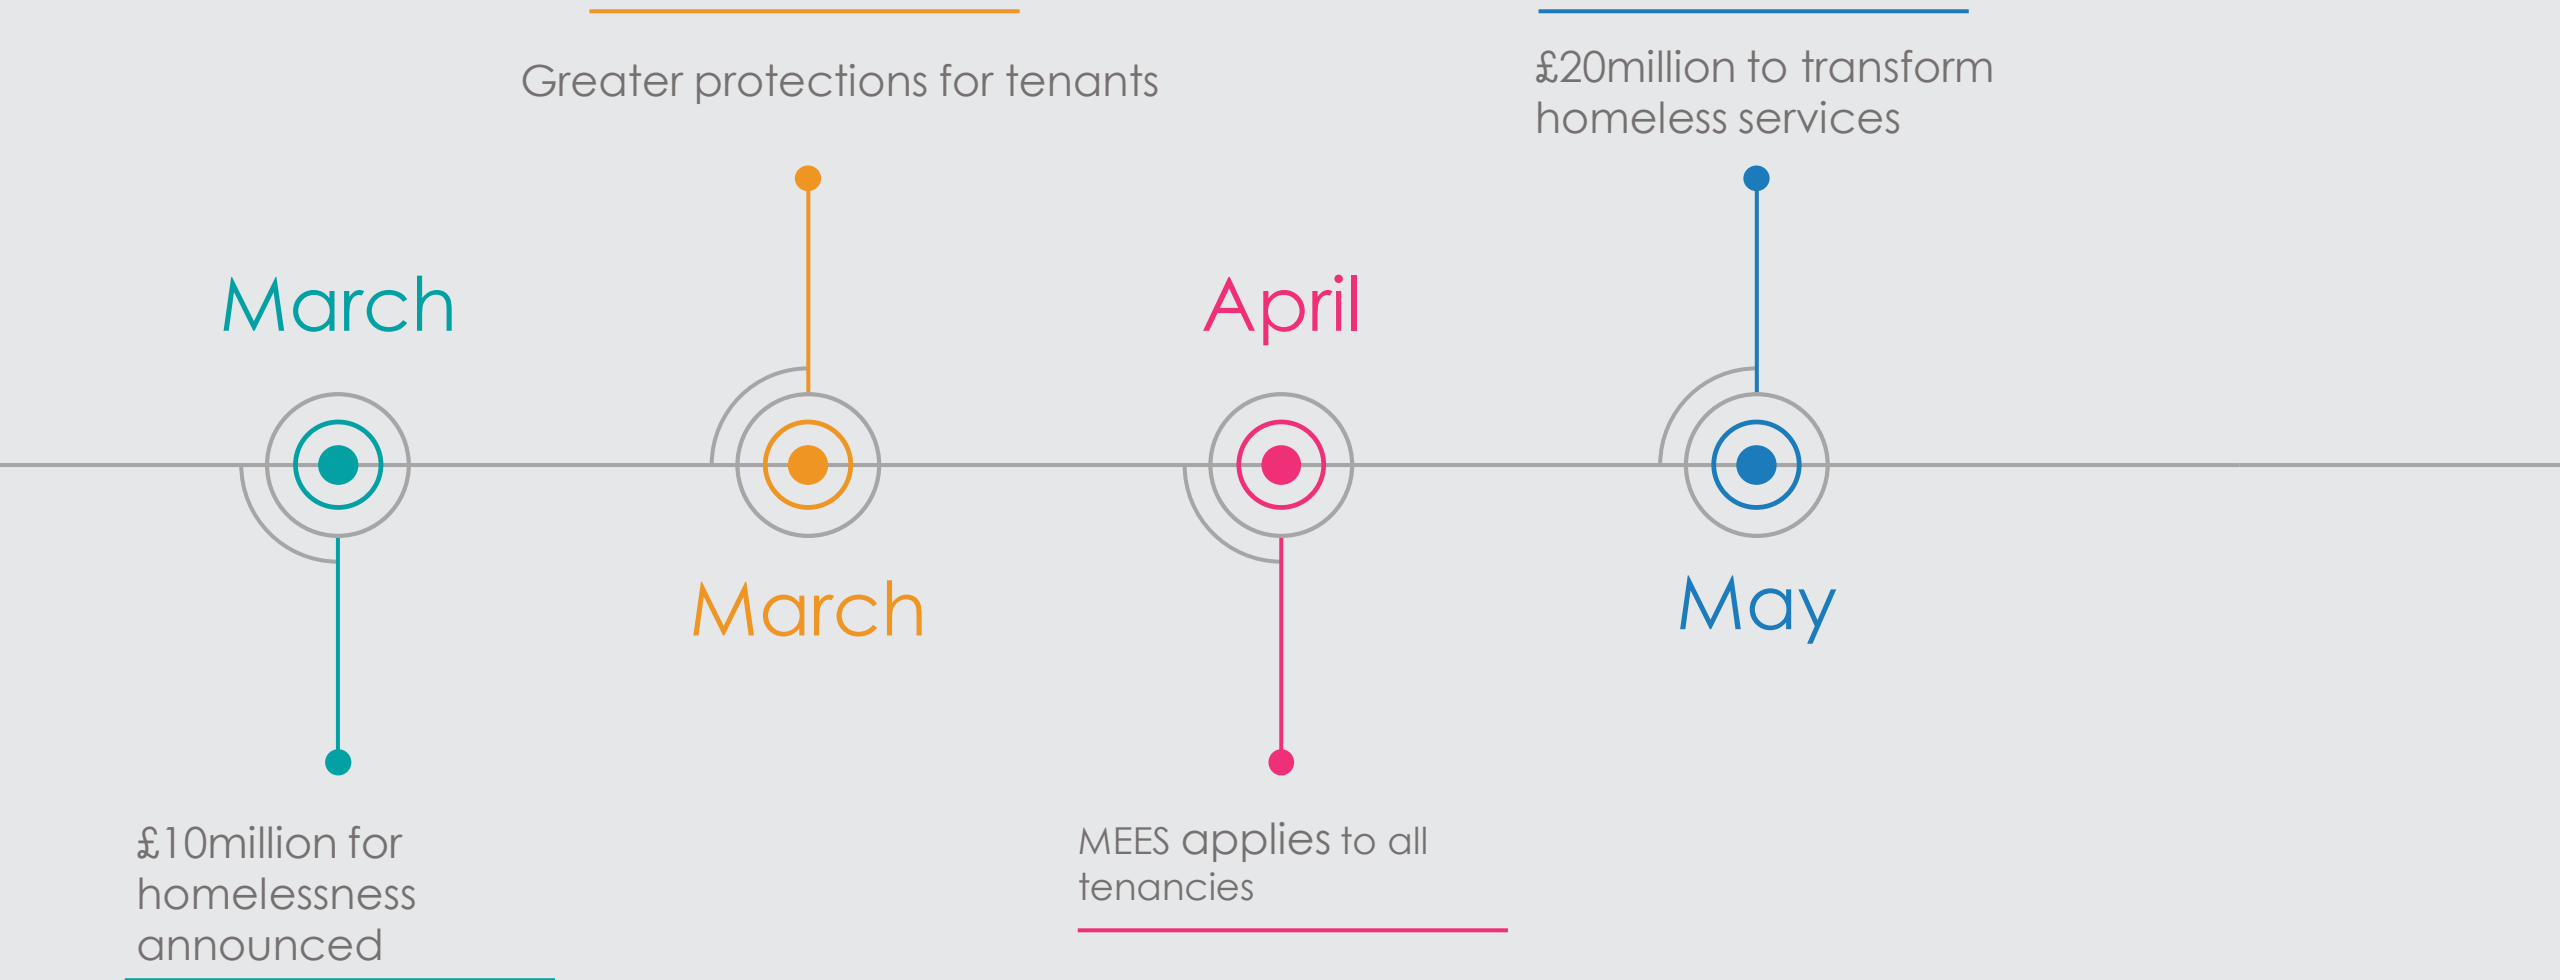 Greater protections for tenants
£20million to transform
homeless services
March
April
March
May
£10million for
homelessness
announced
MEES applies to all
tenancies